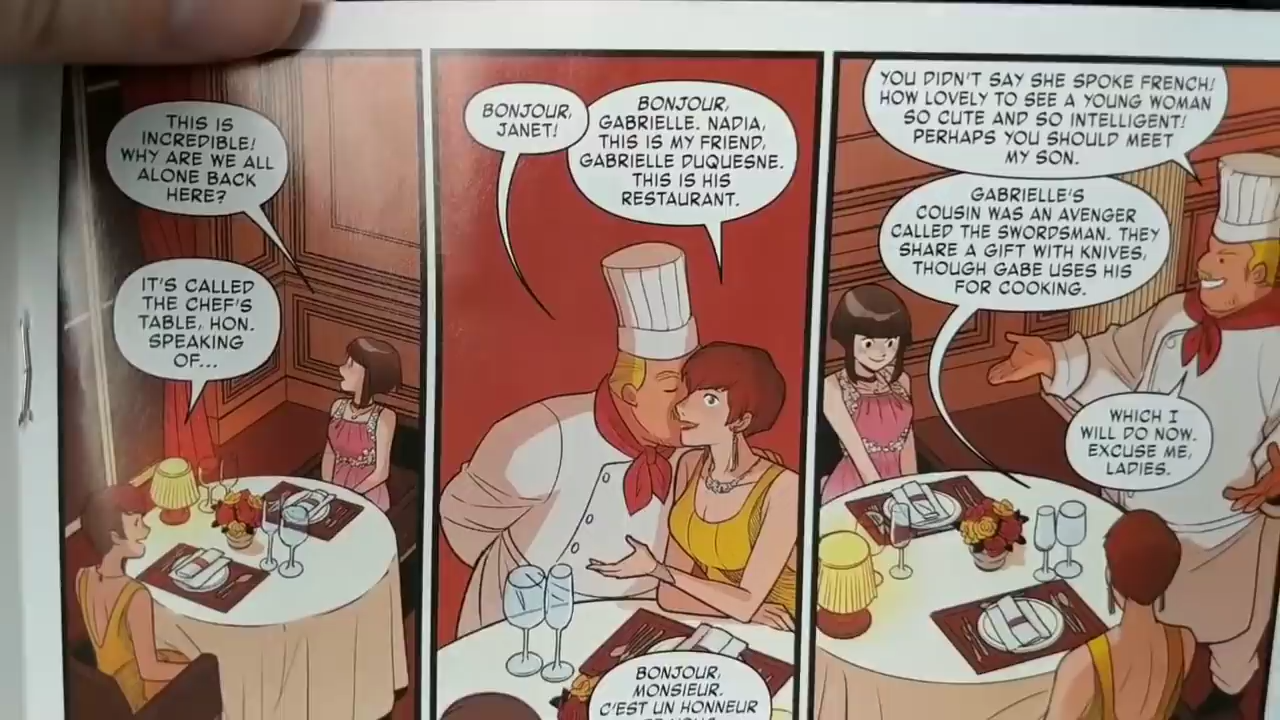 THIS IS
INCREDIBLE!
WHY ARE WE ALL
ALONE BACK
HERE?
IT'S CALLED
THE CHEF'S
TABLE, HON.
SPEAKING
OF...
BONJOUR,
JANET!
BONJOUR,
GABRIELLE. NADIA,
THIS IS MY FRIEND,
GABRIELLE DUQUESNE.
THIS IS HIS
RESTAURANT.
BONJOUR,
MONSIEUR.
C'EST UN HONNEUR
YOU DIDN'T SAY SHE SPOKE FRENCH!
HOW LOVELY TO SEE A YOUNG WOMAN
SO CUTE AND SO INTELLIGENT!
PERHAPS YOU SHOULD MEET
MY SON.
GABRIELLE'S
COUSIN WAS AN AVENGER
CALLED THE SWORDSMAN. THEY
SHARE A GIFT WITH KNIVES,
THOUGH GABE USES HIS
FOR COOKING.
WHICH I
WILL DO NOW.
EXCUSE ME,
LADIES.